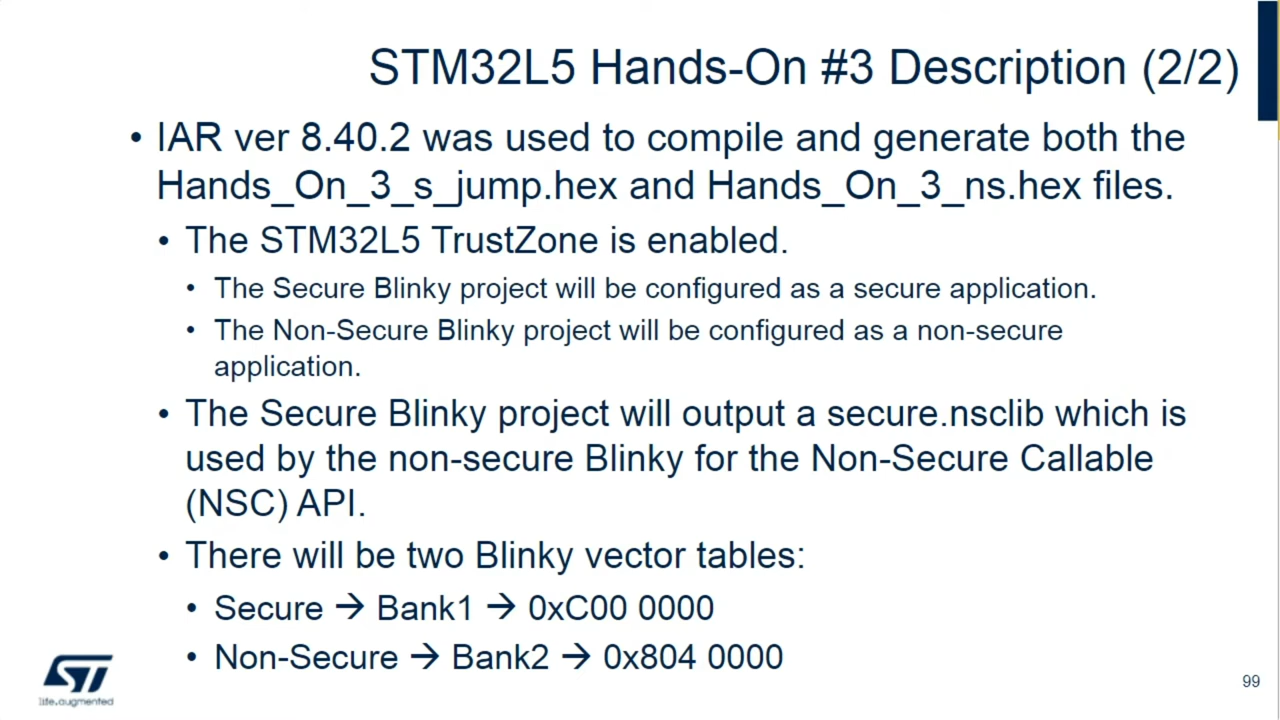 STM32L5 Hands-On #3 Description (2/2)
• IAR ver 8.40.2 was used to compile and generate both the
Hands_On_3_s_jump.hex and Hands_On_3_ns.hex files.
• The STM32L5 TrustZone is enabled.
• The Secure Blinky project will be configured as a secure application.
• The Non-Secure Blinky project will be configured as a non-secure
application.
• The Secure Blinky project will output a secure.nsclib which is
used by the non-secure Blinky for the Non-Secure Callable
(NSC) API.
• There will be two Blinky vector tables:
• Secure → Bank1 → 0xC00 0000
• Non-Secure → Bank2 → 0x804 0000
ST
life.augmented
99